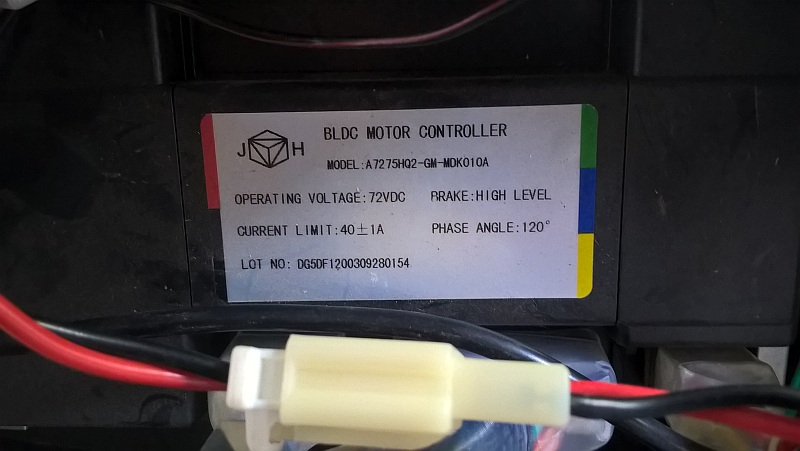 JH
BLDC MOTOR CONTROLLER
MODEL:A7275HQ2-GM-MDK010A
OPERATING VOLTAGE:72VDC BRAKE:HIGH LEVEL
CURRENT LIMIT:40±1A PHASE ANGLE:120°
LOT NO: DG5DF1200309280154